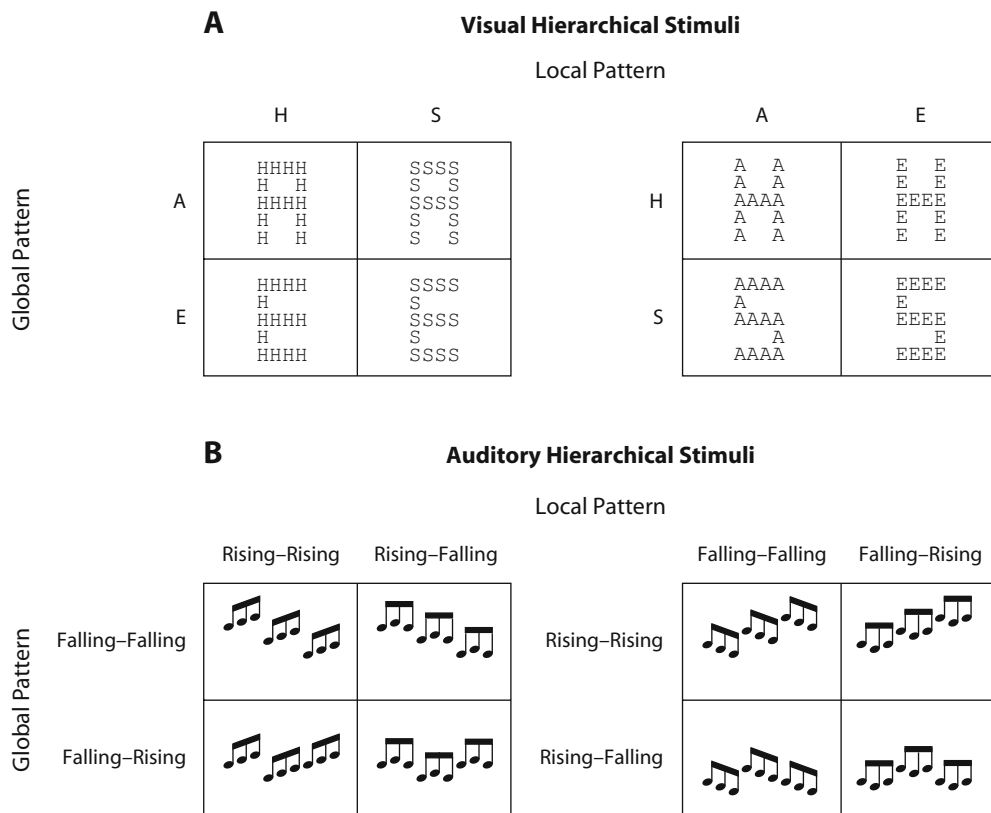 A Visual Hierarchical Stimuli
Local Pattern
H S A E
Global Pattern
A
HHHH
H  H
HHHH
H  H
H  H
SSSS
S  S
SSSS
S  S
S  S
H
A  A
A  A
AAAA
A  A
A  A
E  E
E  E
EEEE
E  E
E  E
E
HHHH
H
HHHH
H
HHHH
SSSS
S
SSSS
S
SSSS
S
AAAA
A
AAAA
   A
AAAA
EEEE
E
EEEE
   E
EEEE
B Auditory Hierarchical Stimuli
Local Pattern
Rising–Rising Rising–Falling Falling–Falling Falling–Rising
Global Pattern
Falling–Falling Rising–Rising
Falling–Rising Rising–Falling